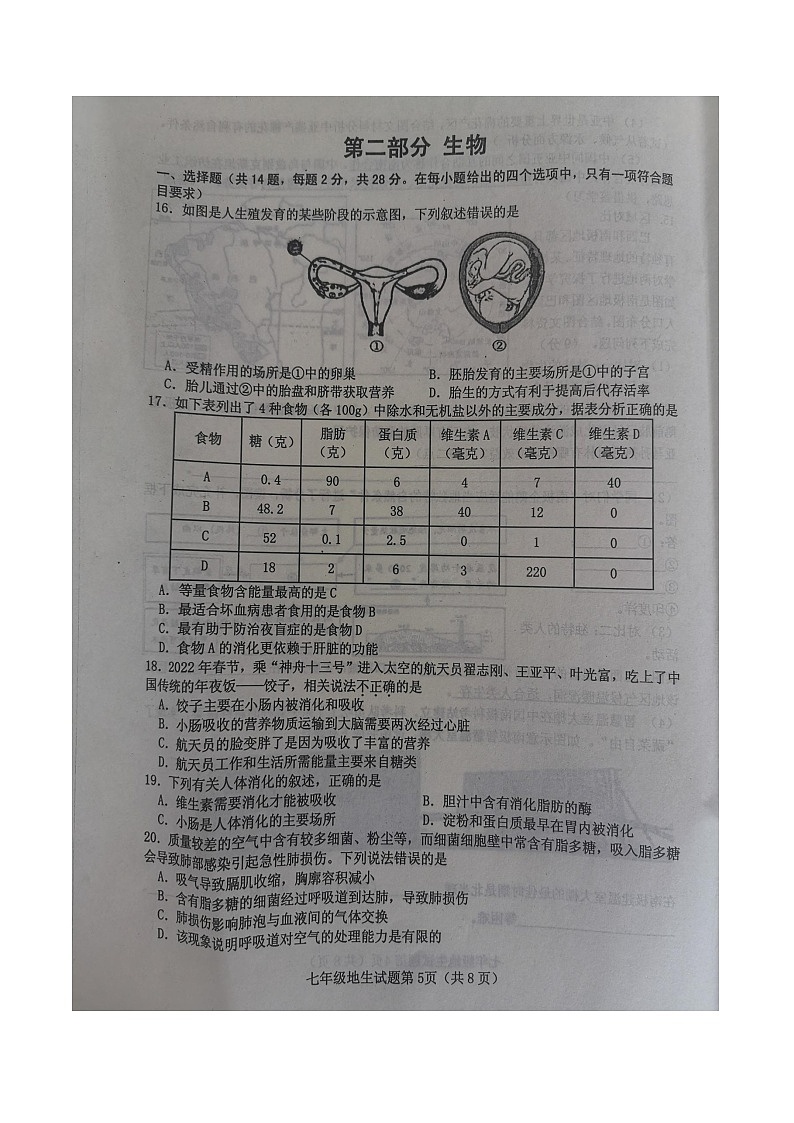 第二部分 生物
一、选择题（共14题，每题2分，共28分。在每小题给出的四个选项中，只有一项符合题
目要求）
16．如图是人生殖发育的某些阶段的示意图，下列叙述错误的是
① ②
A．受精作用的场所是①中的卵巢 B．胚胎发育的主要场所是①中的子宫
C．胎儿通过②中的胎盘和脐带获取营养 D．胎生的方式有利于提高后代存活率
17．如下表列出了4种食物（各100g）中除水和无机盐以外的主要成分，据表分析正确的是
食物 糖（克） 脂肪（克） 蛋白质（克） 维生素A（毫克） 维生素C（毫克） 维生素D（毫克）
A 0.4 90 6 4 7 40
B 48.2 7 38 40 12 0
C 52 0.1 2.5 0 1 0
D 18 2 6 3 220 0
A．等量食物含能量最高的是C
B．最适合坏血病患者食用的是食物B
C．最有助于防治夜盲症的是食物D
D．食物A的消化更依赖于肝脏的功能
18．2022年春节，乘“神舟十三号”进入太空的航天员翟志刚、王亚平、叶光富，吃上了中
国传统的年夜饭——饺子，相关说法不正确的是
A．饺子主要在小肠内被消化和吸收
B．小肠吸收的营养物质运输到大脑需要两次经过心脏
C．航天员的脸变胖了是因为吸收了丰富的营养
D．航天员工作和生活所需能量主要来自糖类
19．下列有关人体消化的叙述，正确的是
A．维生素需要消化才能被吸收 B．胆汁中含有消化脂肪的酶
C．小肠是人体消化的主要场所 D．淀粉和蛋白质最早在胃内被消化
20．质量较差的空气中含有较多细菌、粉尘等，而细菌细胞壁中常含有脂多糖，吸入脂多糖
会导致肺部感染引起急性肺损伤。下列说法错误的是
A．吸气导致膈肌收缩，胸廓容积减小
B．含有脂多糖的细菌经过呼吸道到达肺，导致肺损伤
C．肺损伤影响肺泡与血液间的气体交换
D．该现象说明呼吸道对空气的处理能力是有限的
七年级地生试题第5页（共8页）